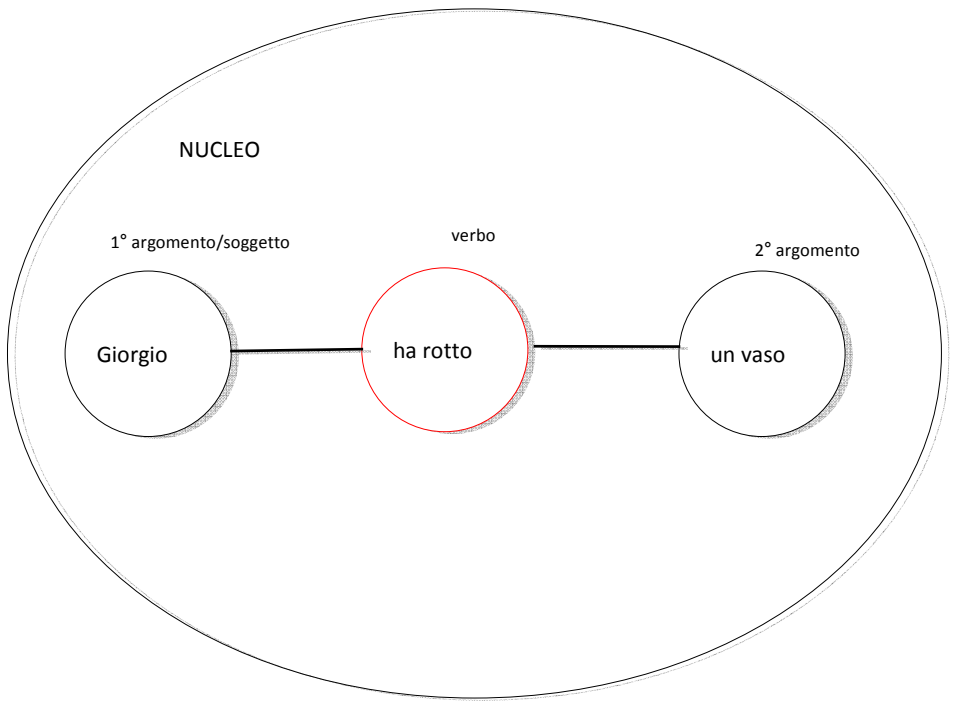 NUCLEO
1° argomento/soggetto
verbo
2° argomento
Giorgio
ha rotto
un vaso